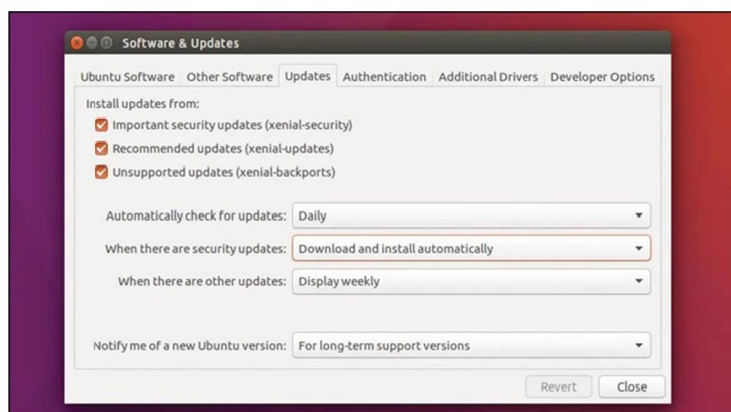 Software & Updates
Ubuntu Software Other Software Updates Authentication Additional Drivers Developer Options
Install updates from:
Important security updates (xenial-security)
Recommended updates (xenial-updates)
Unsupported updates (xenial-backports)
Automatically check for updates: Daily
When there are security updates: Download and install automatically
When there are other updates: Display weekly
Notify me of a new Ubuntu version: For long-term support versions
Revert Close